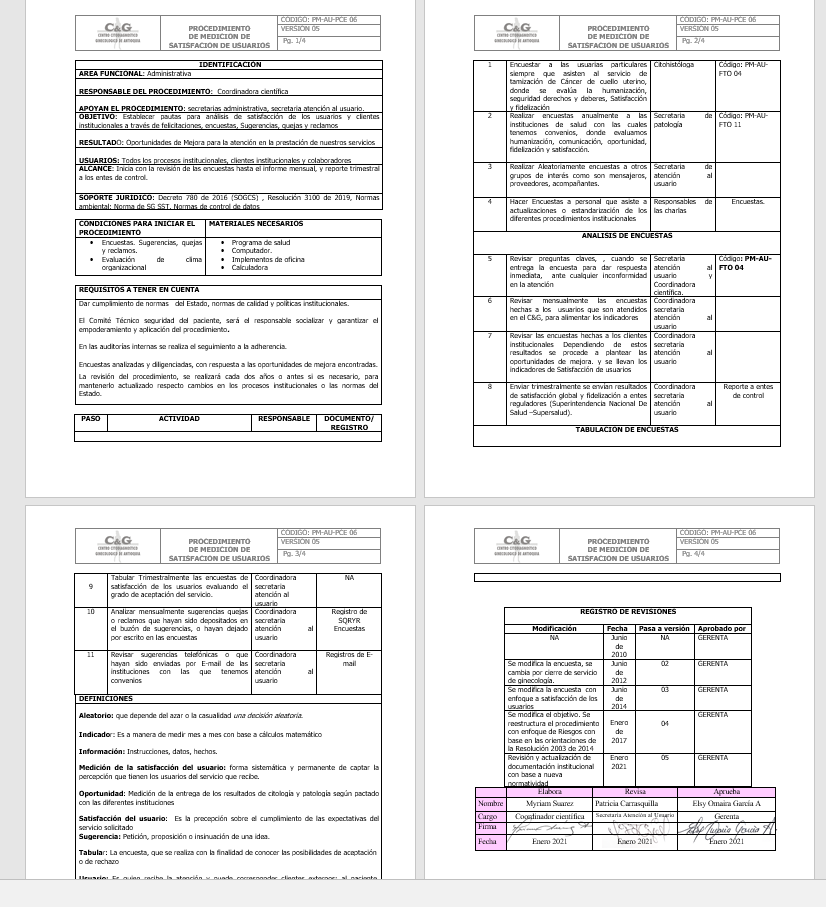 C&G
CENTRO CITODIAGNOSTICO
GINECOLOGICO DE ANTIOQUIA
PROCEDIMIENTO
DE MEDICIÓN DE
SATISFACIÓN DE USUARIOS
CÓDIGO: PM-AU-PCE 06
VERSIÓN 05
Pg. 1/4
IDENTIFICACIÓN
AREA FUNCIONAL: Administrativa
RESPONSABLE DEL PROCEDIMIENTO: Coordinadora científica
APOYAN EL PROCEDIMIENTO: secretarias administrativa, secretaria atención al usuario.
OBJETIVO: Establecer pautas para análisis de satisfacción de los usuarios y clientes
institucionales a través de felicitaciones, encuestas, Sugerencias, quejas y reclamos
RESULTADO: Oportunidades de Mejora para la atención en la prestación de nuestros servicios
USUARIOS: Todos los procesos institucionales, clientes institucionales y colaboradores
ALCANCE: Inicia con la revisión de las encuestas hasta el informe mensual, y reporte trimestral
a los entes de control.
SOPORTE JURIDICO: Decreto 780 de 2016 (SOGCS) , Resolución 3100 de 2019, Normas
ambiental: Norma de SG SST, Normas de control de datos
CONDICIONES PARA INICIAR EL
PROCEDIMIENTO
MATERIALES NECESARIOS
• Encuestas. Sugerencias, quejas
y reclamos.
• Evaluación de clima
organizacional
• Programa de salud
• Computador.
• Implementos de oficina
• Calculadora
REQUISITOS A TENER EN CUENTA
Dar cumplimiento de normas del Estado, normas de calidad y políticas institucionales.
El Comité Técnico seguridad del paciente, será el responsable socializar y garantizar el
empoderamiento y aplicación del procedimiento.
En las auditorías internas se realiza el seguimiento a la adherencia.
Encuestas analizadas y diligenciadas, con respuesta a las oportunidades de mejora encontradas.
La revisión del procedimiento, se realizará cada dos años o antes si es necesario, para
mantenerlo actualizado respecto cambios en los procesos institucionales o las normas del
Estado.
PASO ACTIVIDAD RESPONSABLE DOCUMENTO/
REGISTRO
C&G
CENTRO CITODIAGNOSTICO
GINECOLOGICO DE ANTIOQUIA
PROCEDIMIENTO
DE MEDICIÓN DE
SATISFACIÓN DE USUARIOS
CÓDIGO: PM-AU-PCE 06
VERSIÓN 05
Pg. 2/4
1
Encuestar a las usuarias particulares
siempre que asisten al servicio de
tamización de Cáncer de cuello uterino,
donde se evalúa la humanización,
seguridad derechos y deberes, Satisfacción
y fidelización
Citohistóloga
Código: PM-AU-
FTO 04
2
Realizar encuestas anualmente a las
instituciones de salud con las cuales
tenemos convenios, donde evaluamos
humanización, comunicación, oportunidad,
fidelización y satisfacción.
Secretaria de
patología
Código: PM-AU-
FTO 11
3
Realizar Aleatoriamente encuestas a otros
grupos de interés como son mensajeros,
proveedores, acompañantes.
Secretaria de
atención al
usuario
4
Hacer Encuestas a personal que asiste a
actualizaciones o estandarización de los
diferentes procedimientos institucionales
Responsables de
las charlas
Encuestas.
ANALISIS DE ENCUESTAS
5
Revisar preguntas claves, , cuando se
entrega la encuesta para dar respuesta
inmediata, ante cualquier inconformidad
en la atención
Secretaria
atención al
usuario y
Coordinadora
científica.
Código: PM-AU-
FTO 04
6
Revisar mensualmente las encuestas
hechas a los usuarios que son atendidos
en el C&G, para alimentar los indicadores
Coordinadora
secretaria
atención al
usuario
7
Revisar las encuestas hechas a los clientes
institucionales Dependiendo de estos
resultados se procede a plantear las
oportunidades de mejora. y se llevan los
indicadores de Satisfacción de usuarios
Coordinadora
secretaria
atención al
usuario
8
Enviar trimestral se envían resultados
de satisfacción global y fidelización a entes
reguladores (Superintendencia Nacional De
Salud –Supersalud).
Coordinadora
secretaria
atención al
usuario
Reporte a entes
de control
TABULACIÓN DE ENCUESTAS
C&G
CENTRO CITODIAGNOSTICO
GINECOLOGICO DE ANTIOQUIA
PROCEDIMIENTO
DE MEDICIÓN DE
SATISFACIÓN DE USUARIOS
CÓDIGO: PM-AU-PCE 06
VERSIÓN 05
Pg. 3/4
9
Tabular Trimestralmente las encuestas de
satisfacción de los usuarios evaluando el
grado de aceptación del servicio.
Coordinadora
secretaria
atención al
usuario
NA
10
Analizar mensualmente sugerencias quejas
o reclamos que hayan sido depositados en
el buzón de sugerencias, o hayan dejado
por escrito en las encuestas
Coordinadora
secretaria
atención al
usuario
Registro de
SQRYR
Encuestas
11
Revisar sugerencias telefónicas o que
hayan sido enviadas por E-mail de las
instituciones con las que tenemos
convenios
Coordinadora
secretaria
atención al
usuario
Registros de E-
mail
DEFINICIONES
Aleatorio: que depende del azar o la casualidad una decisión aleatoria.
Indicador: Es a manera de medir mes a mes con base a cálculos matemático
Información: Instrucciones, datos, hechos.
Medición de la satisfacción del usuario: forma sistemática y permanente de captar la
percepción que tienen los usuarios del servicio que recibe.
Oportunidad: Medición de la entrega de los resultados de citología y patología según pactado
con las diferentes instituciones
Satisfacción del usuario: Es la precepción sobre el cumplimiento de las expectativas del
servicio solicitado
Sugerencia: Petición, proposición o insinuación de una idea.
Tabular: La encuesta, que se realiza con la finalidad de conocer las posibilidades de aceptación
o de rechazo
Usuario: Es quien recibe la atención y puede corresponder clientes externos: al paciente,
C&G
CENTRO CITODIAGNOSTICO
GINECOLOGICO DE ANTIOQUIA
PROCEDIMIENTO
DE MEDICIÓN DE
SATISFACIÓN DE USUARIOS
CÓDIGO: PM-AU-PCE 06
VERSIÓN 05
Pg. 4/4
REGISTRO DE REVISIONES
Modificación Fecha Pasa a versión Aprobado por
NA
Junio
de
2010
NA
GERENTA
Se modifica la encuesta, se
cambia por cierre de servicio
de ginecología.
Junio
de
2012
02
GERENTA
Se modifica la encuesta con
enfoque a satisfacción de los
usuarios
Junio
de
2014
03
GERENTA
Se modifica el objetivo. Se
reestructura el procedimiento
con enfoque de Riesgos con
base en las orientaciones de
la Resolución 2003 de 2014
Enero
de
2017
04
GERENTA
Revisión y actualización de
documentación institucional
con base a nueva
normatividad
Enero
2021
05
GERENTA
Elabora Revisa Aprueba
Nombre Myriam Suarez Patricia Carrasquilla Elsy Omaira García A
Cargo Coordinador científica Secretaria Atención al Usuario Gerenta
Firma
Fecha Enero 2021 Enero 2021 Enero 2021